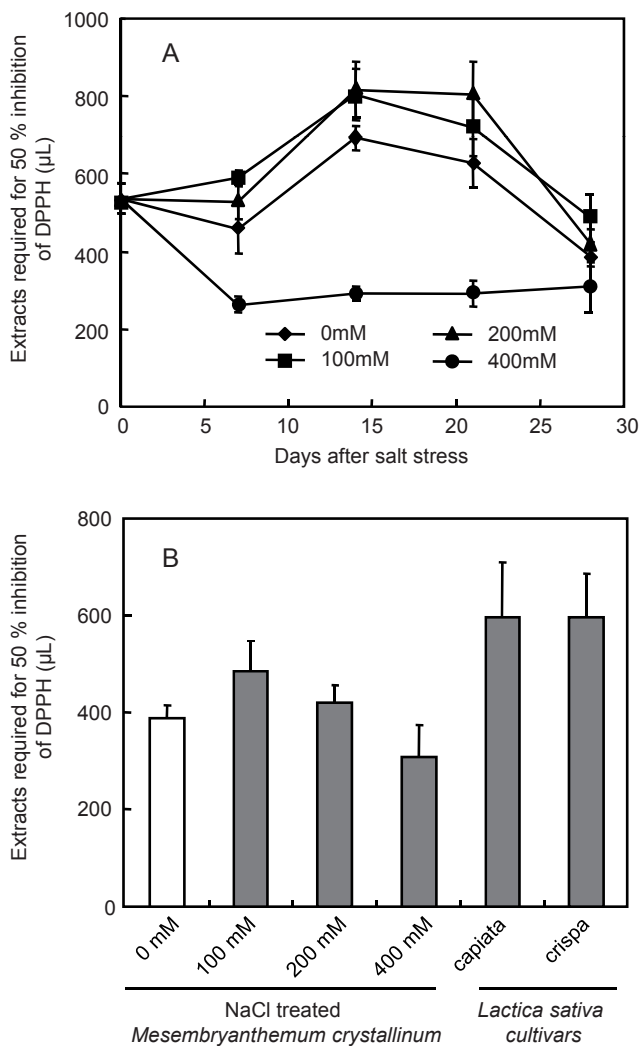 A
Extracts required for 50 % inhibition
of DPPH (μL)
1000
800
600
400
200
0
0mM
200mM
100mM
400mM
0
5
10
15
20
25
30
Days after salt stress
B
Extracts required for 50 % inhibition
of DPPH (μL)
800
600
400
200
0
0 mM
100 mM
200 mM
400 mM
capiata
crispa
NaCl treated
Mesembryanthemum crystallinum
Lactica sativa
cultivars